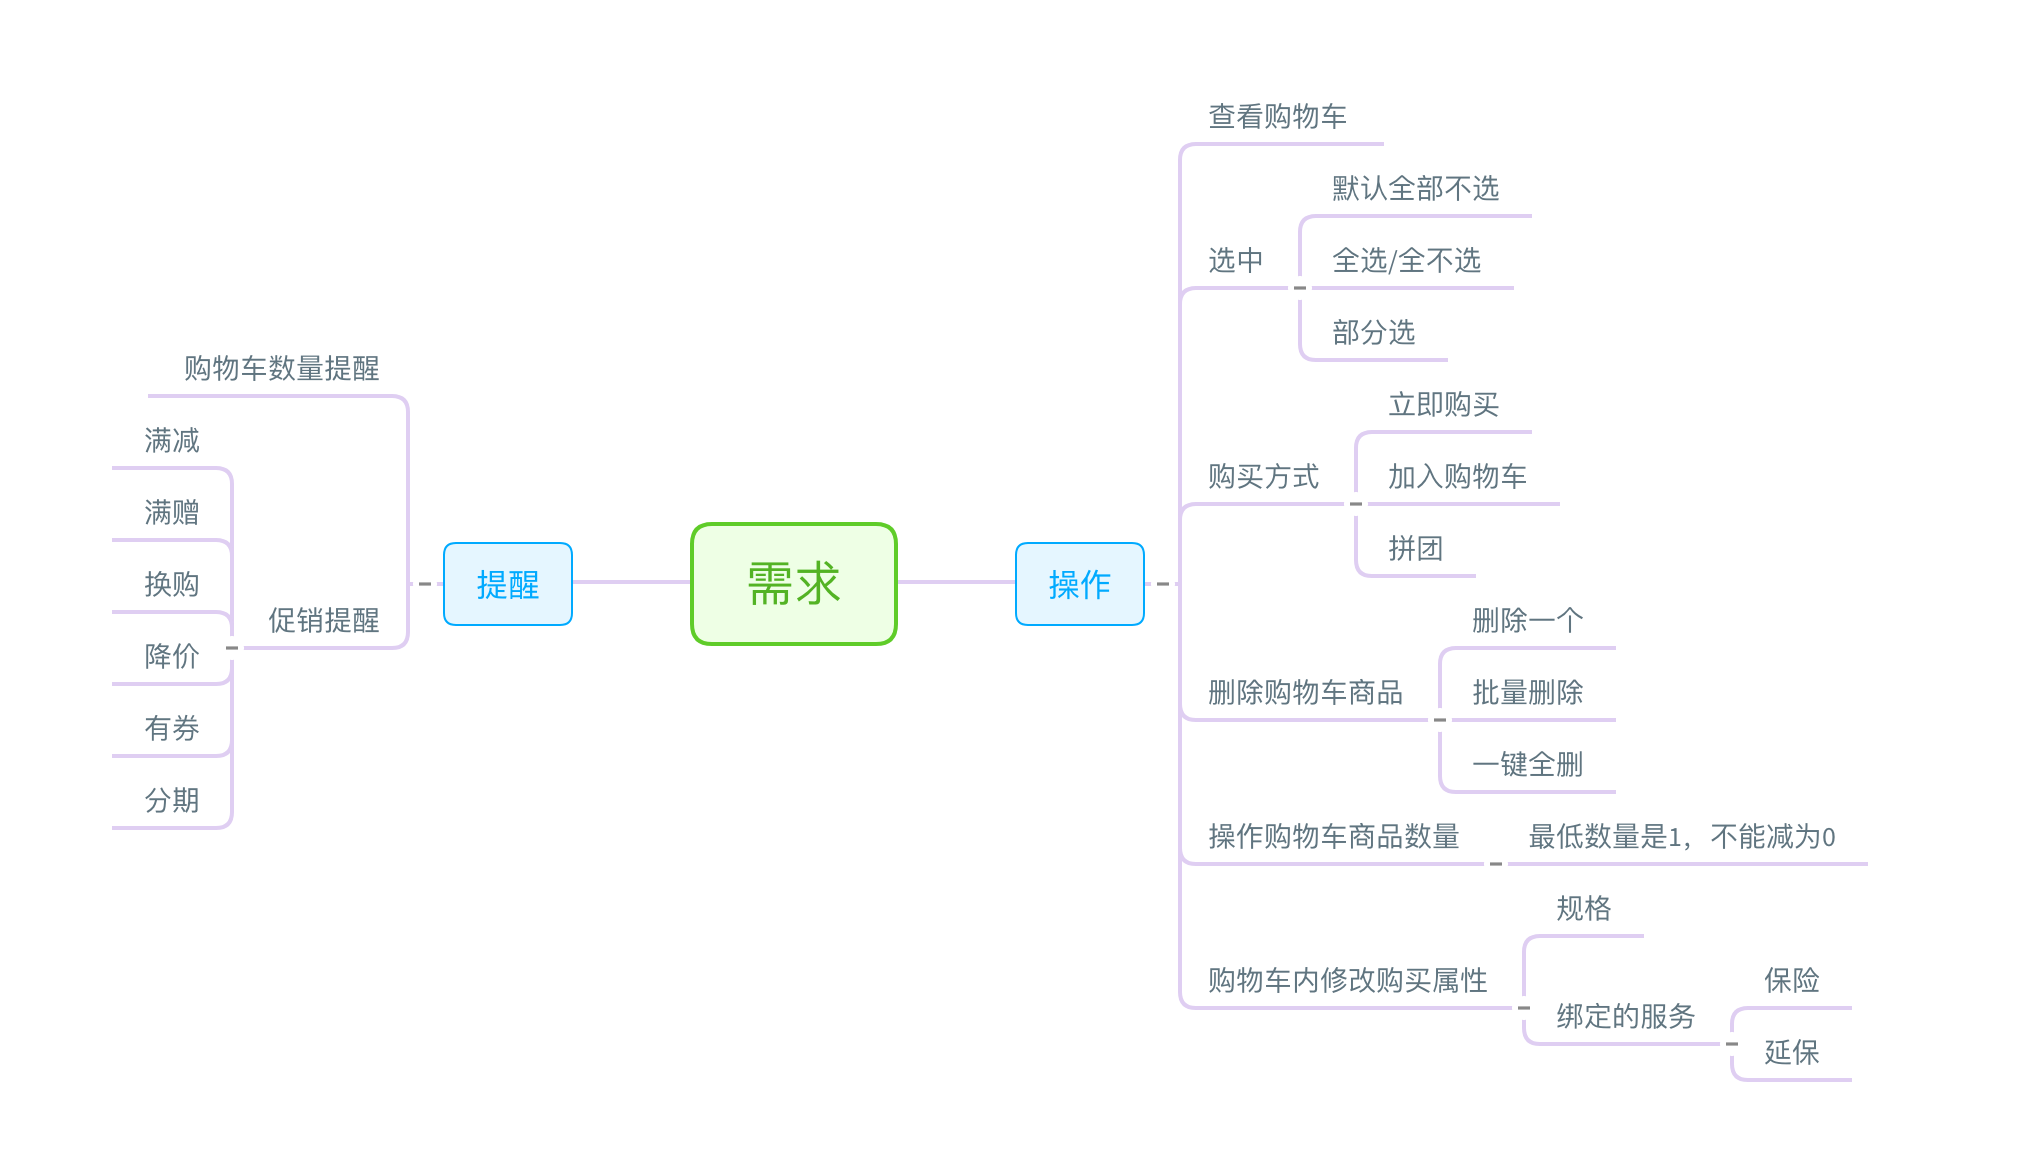 需求
提醒
购物车数量提醒
促销提醒
满减
满赠
换购
降价
有券
分期
操作
查看购物车
选中
默认全部不选
全选/全不选
部分选
购买方式
立即购买
加入购物车
拼团
删除购物车商品
删除一个
批量删除
一键全删
操作购物车商品数量
最低数量是1，不能减为0
购物车内修改购买属性
规格
绑定的服务
保险
延保